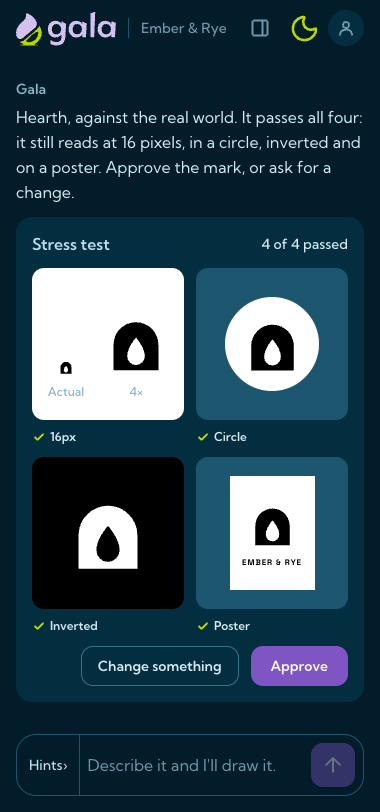 gala
Ember & Rye
Gala
Hearth, against the real world. It passes all four:
it still reads at 16 pixels, in a circle, inverted and
on a poster. Approve the mark, or ask for a
change.
Stress test
4 of 4 passed
Actual
4×
16px
Circle
EMBER & RYE
Inverted
Poster
Change something
Approve
Hints›
Describe it and I'll draw it.